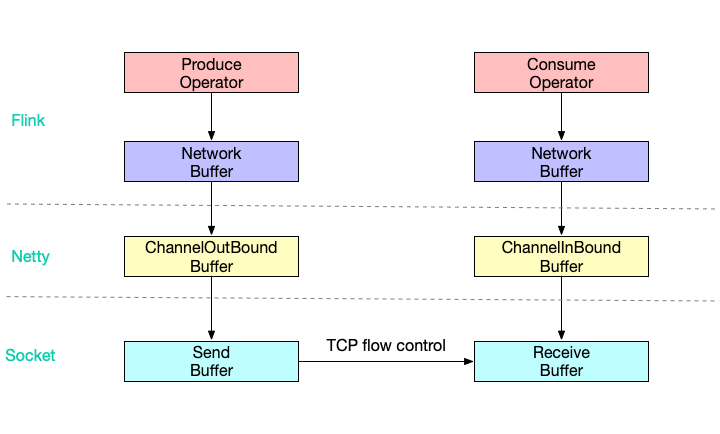 Produce
Operator
Consume
Operator
Flink
Network
Buffer
Network
Buffer
ChannelOutBound
Buffer
ChannelInBound
Buffer
Netty
Send
Buffer
TCP flow control
Receive
Buffer
Socket